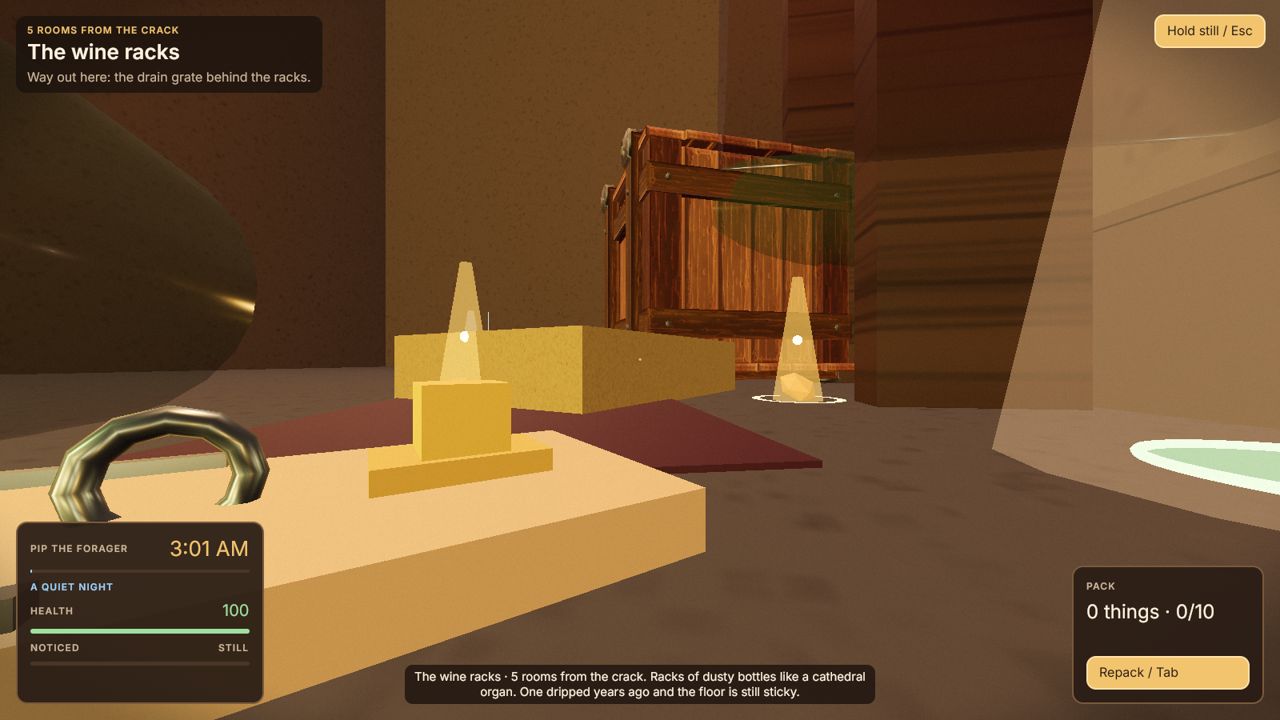 5 ROOMS FROM THE CRACK
The wine racks
Way out here: the drain grate behind the racks.
Hold still / Esc
PIP THE FORAGER 3:01 AM
A QUIET NIGHT
HEALTH 100
NOTICED STILL
PACK
0 things · 0/10
Repack / Tab
The wine racks · 5 rooms from the crack. Racks of dusty bottles like a cathedral
organ. One dripped years ago and the floor is still sticky.